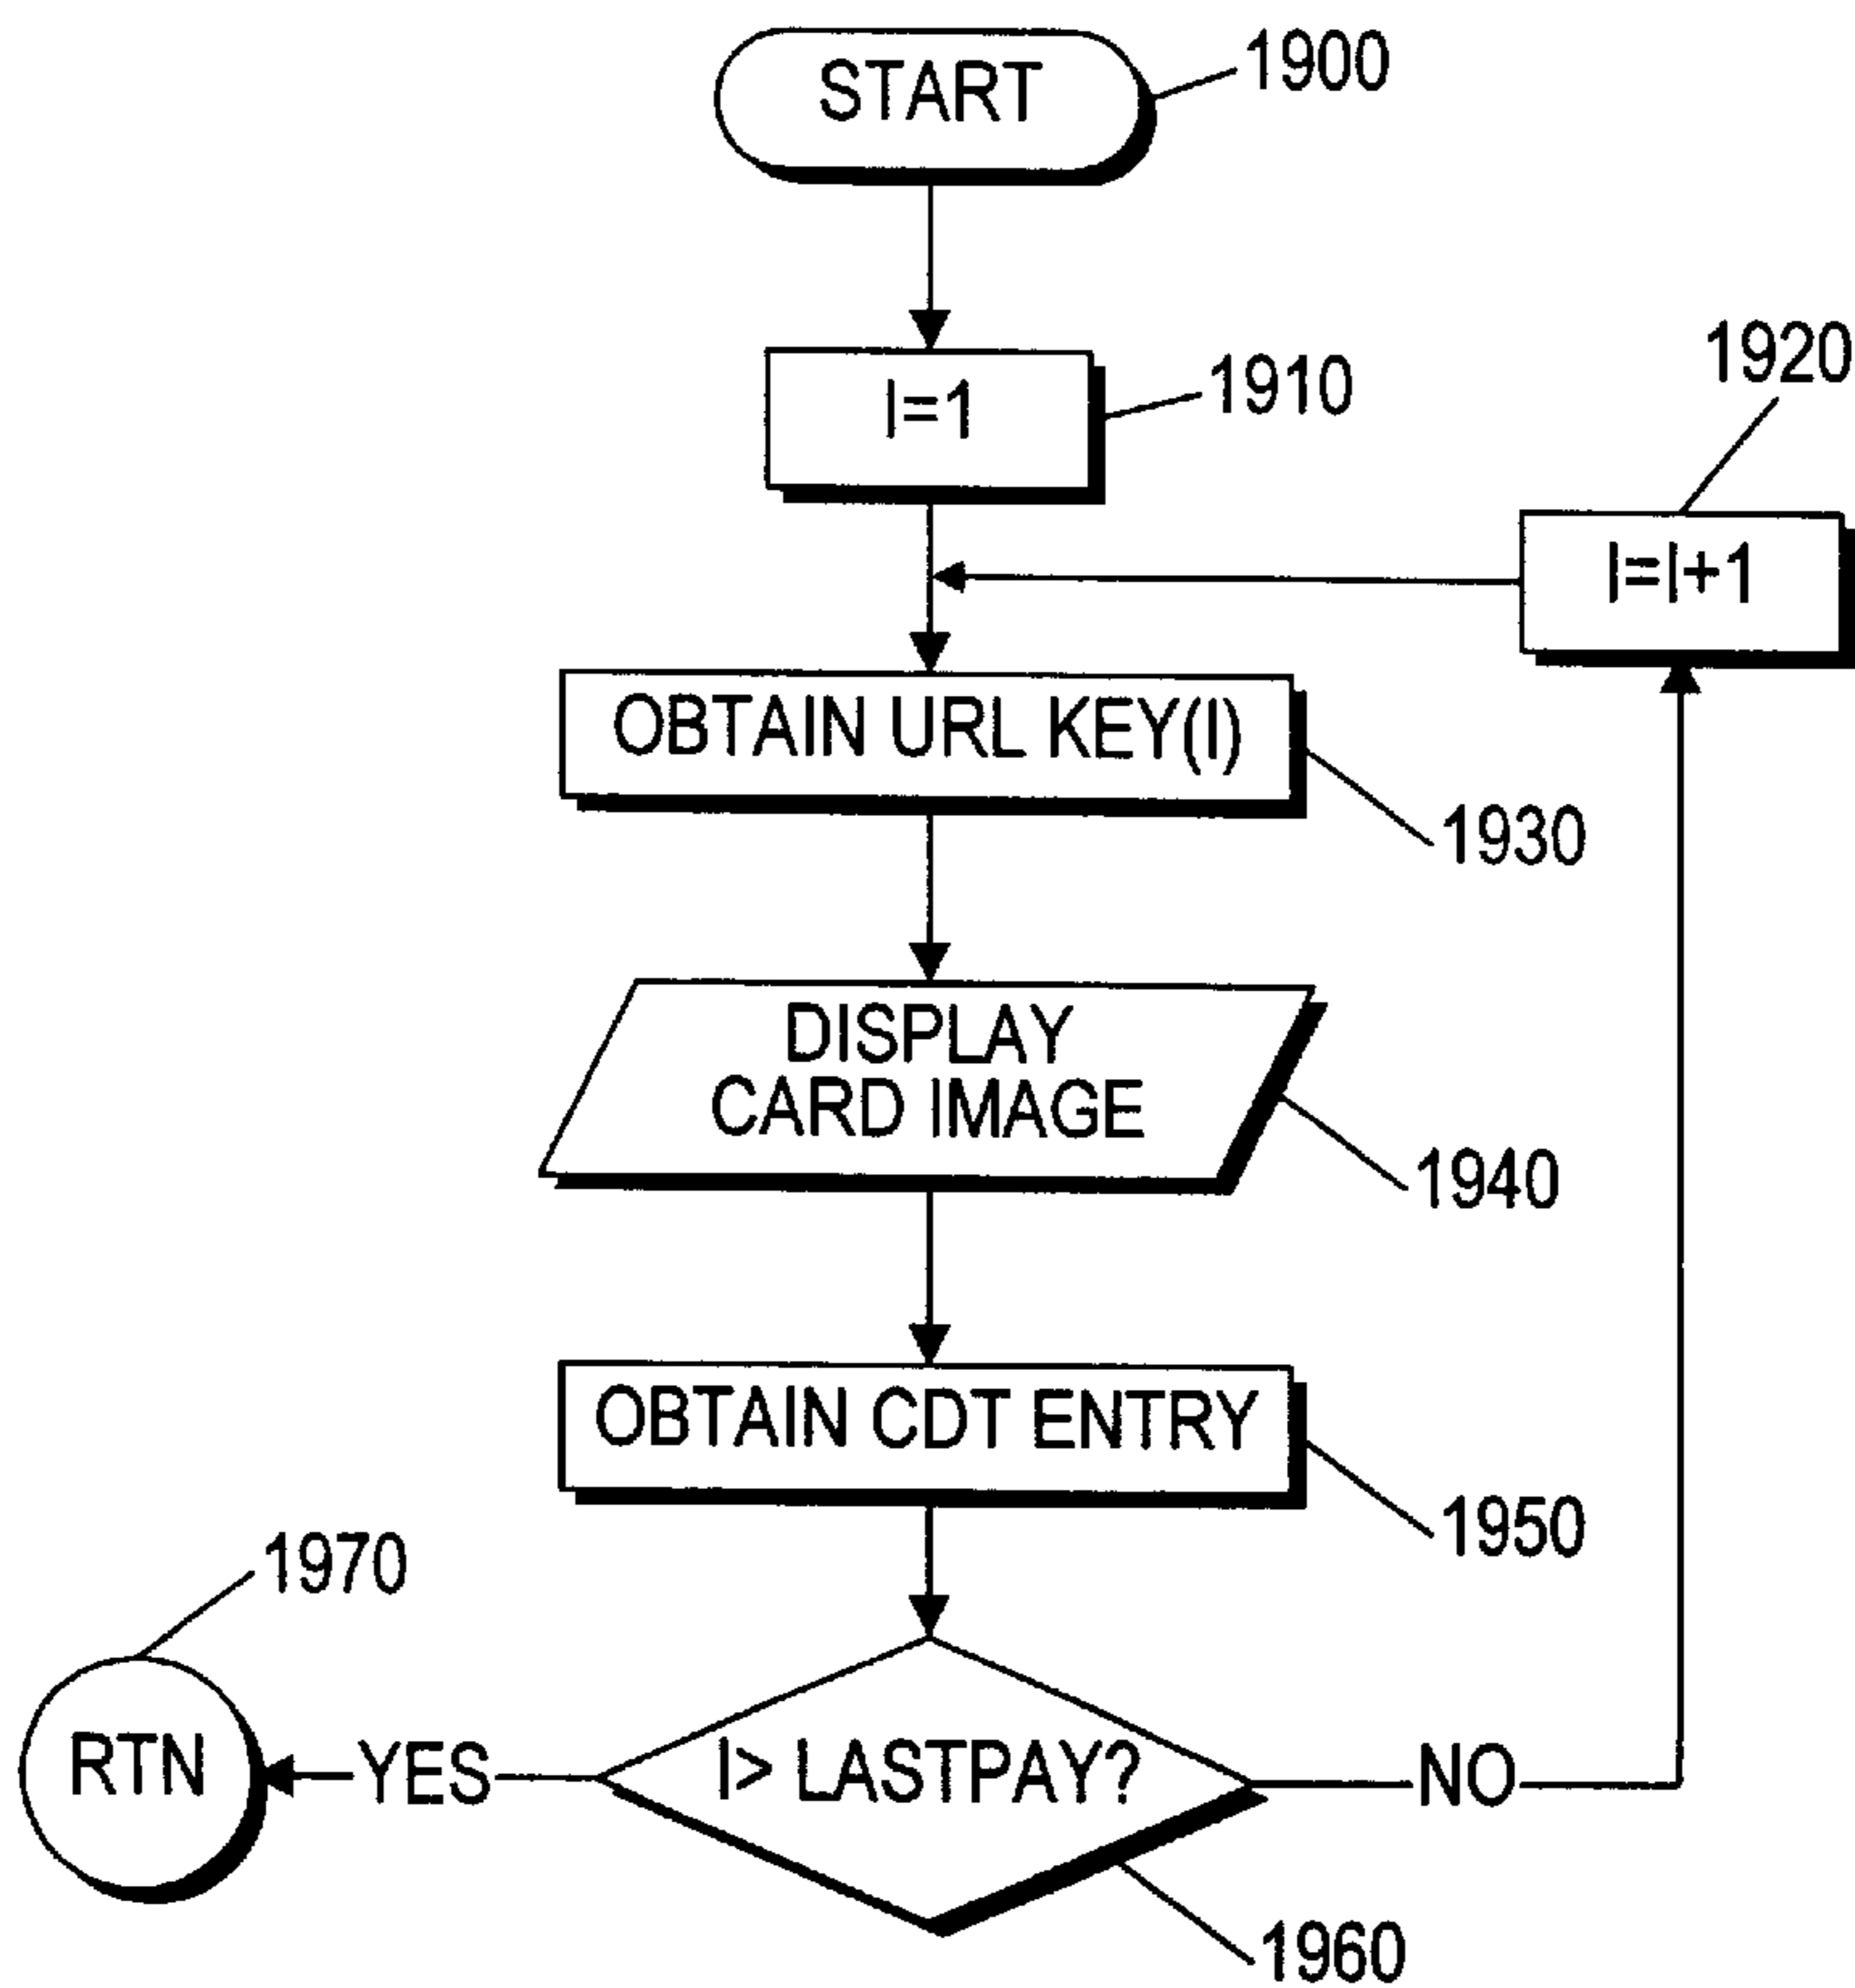 START
1900
I=1
1910
1920
I=I+1
OBTAIN URL KEY(I)
1930
DISPLAY
CARD IMAGE
1940
OBTAIN CDT ENTRY
1950
1970
RTN
YES
I> LASTPAY?
NO
1960